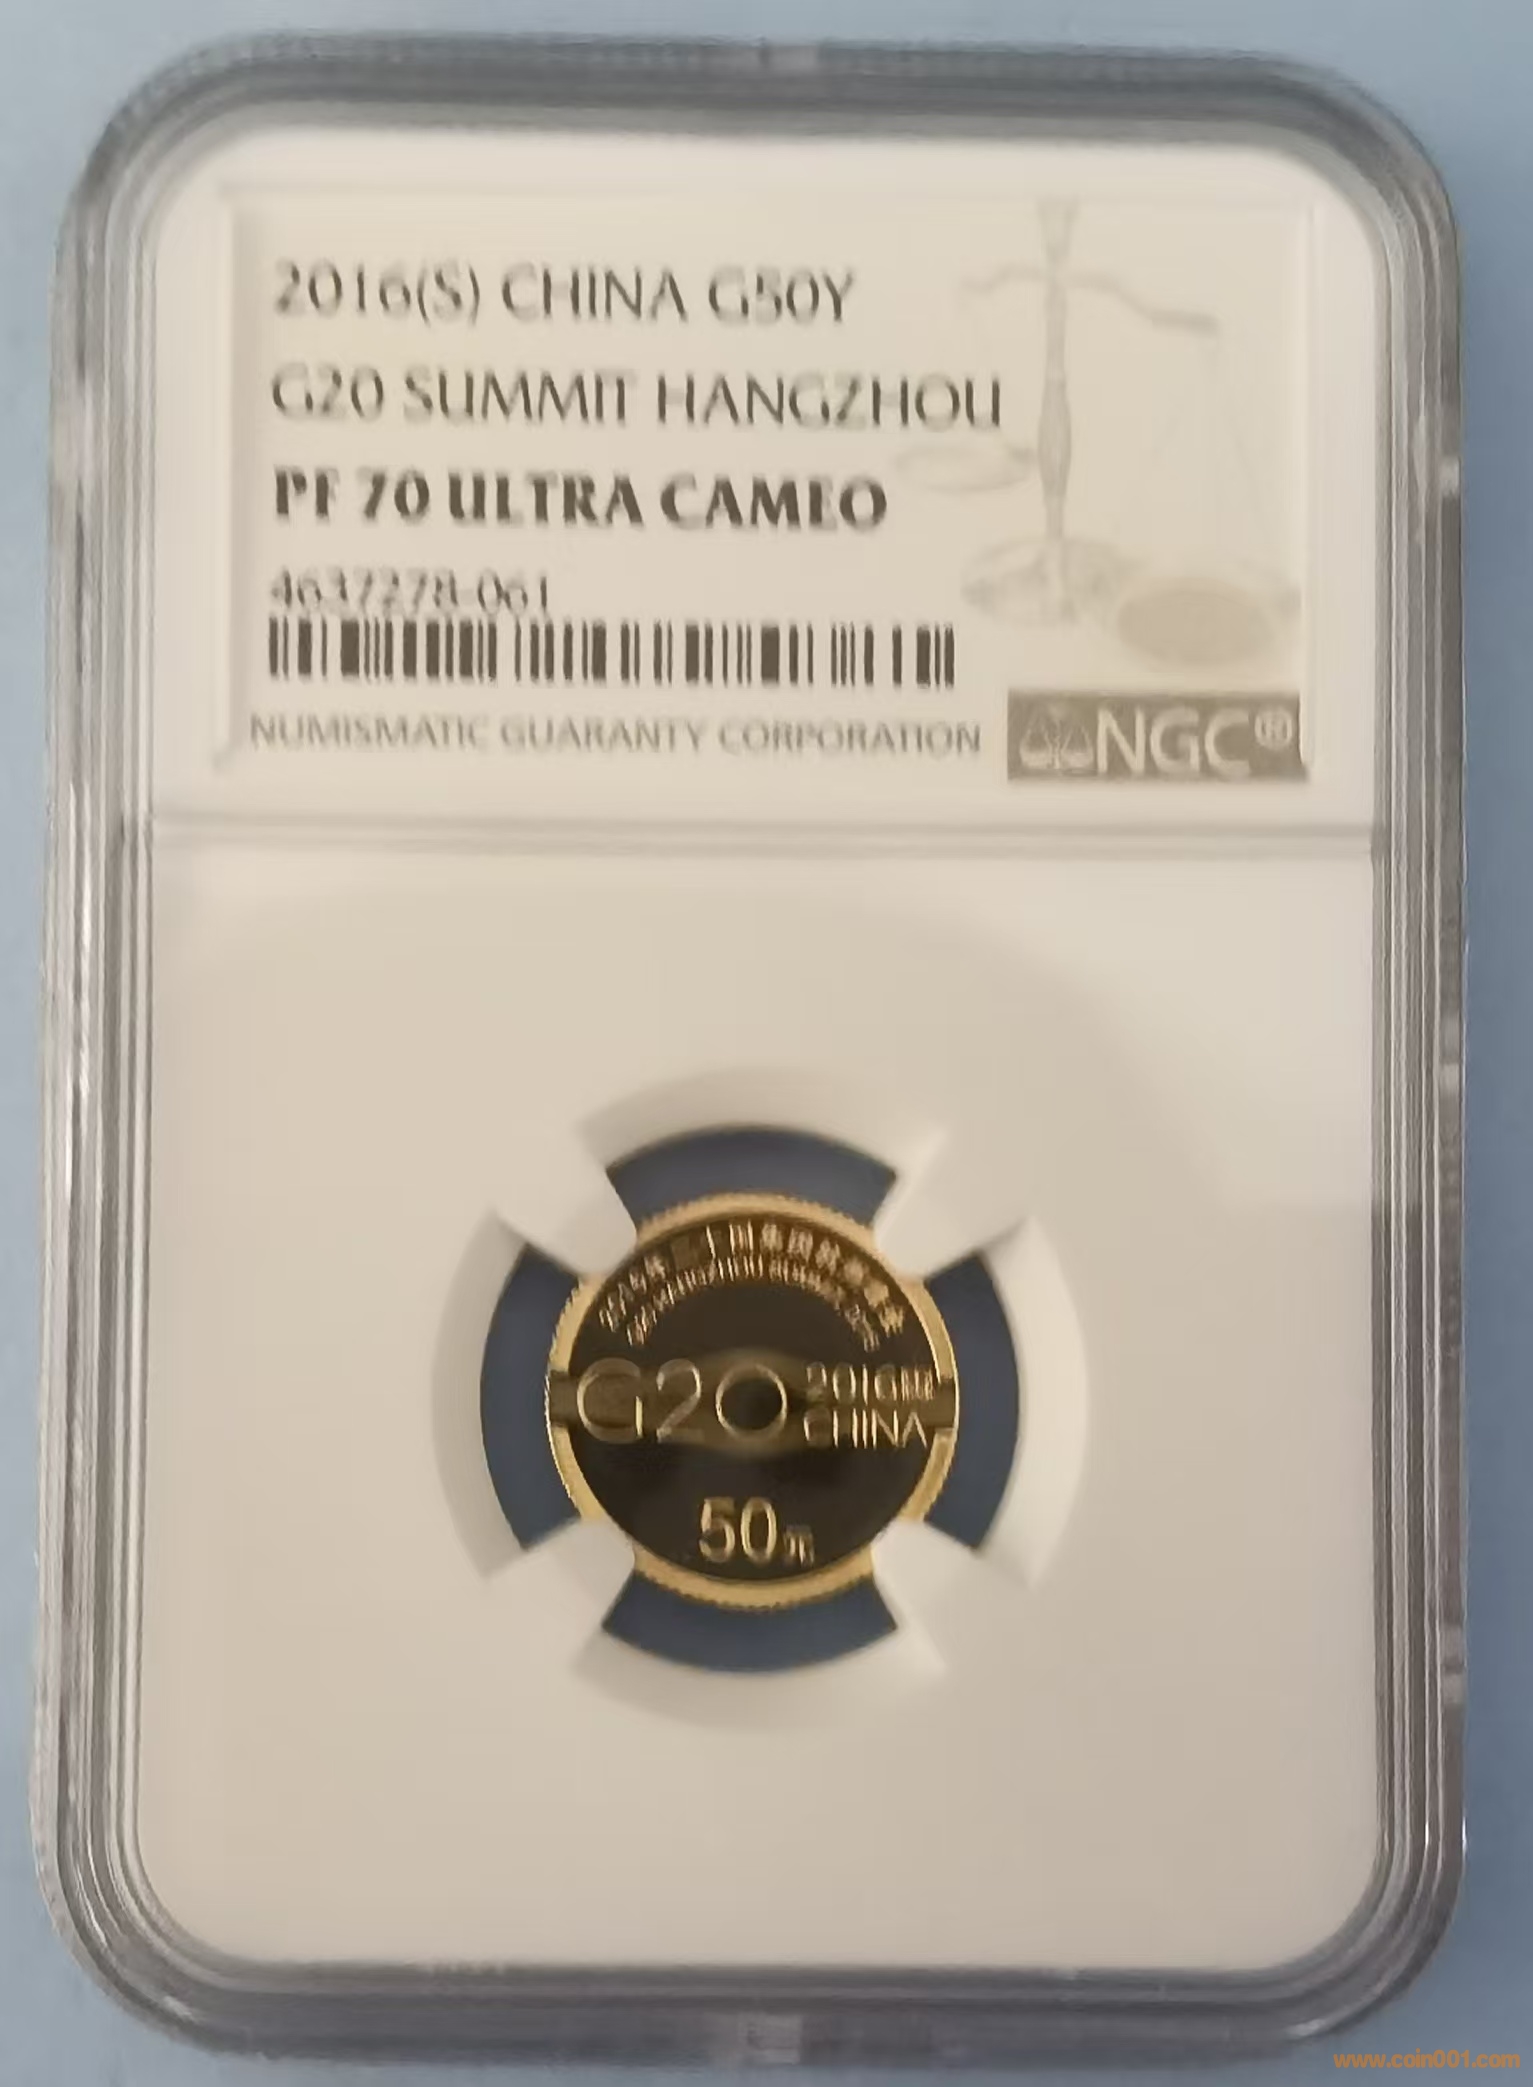 2016(S) CHINA G50Y
G20 SUMMIT HANGZHOU
PF 70 ULTRA CAMEO
4637278-061
NUMISMATIC GUARANTY CORPORATION
NGC®
G20 2016
CHINA
50元
www.coin001.com